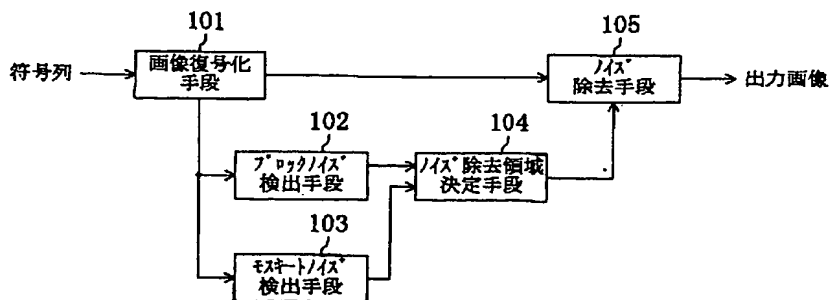 101
画像復号化
手段
符号列
105
ノイズ
除去手段
出力画像
102
ブロックノイズ
検出手段
104
ノイズ除去領域
決定手段
103
モスキートノイズ
検出手段